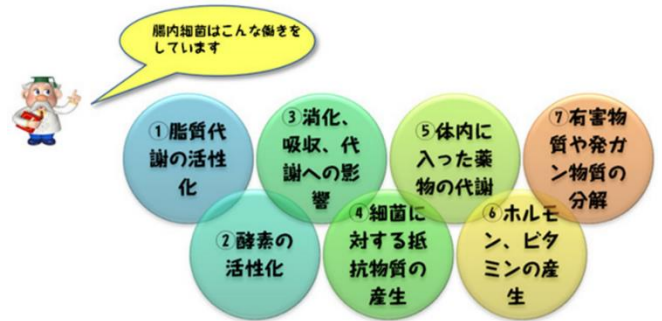 腸内細菌はこんな働きを
しています
①脂質代
謝の活性
化
②酵素の
活性化
③消化、
吸収、代
謝への影
響
④細菌に
対する抵
抗物質の
産生
⑤体内に
入った薬
物の代謝
⑥ホルモ
ン、ビタ
ミンの産
生
⑦有害物
質や発ガ
ン物質の
分解